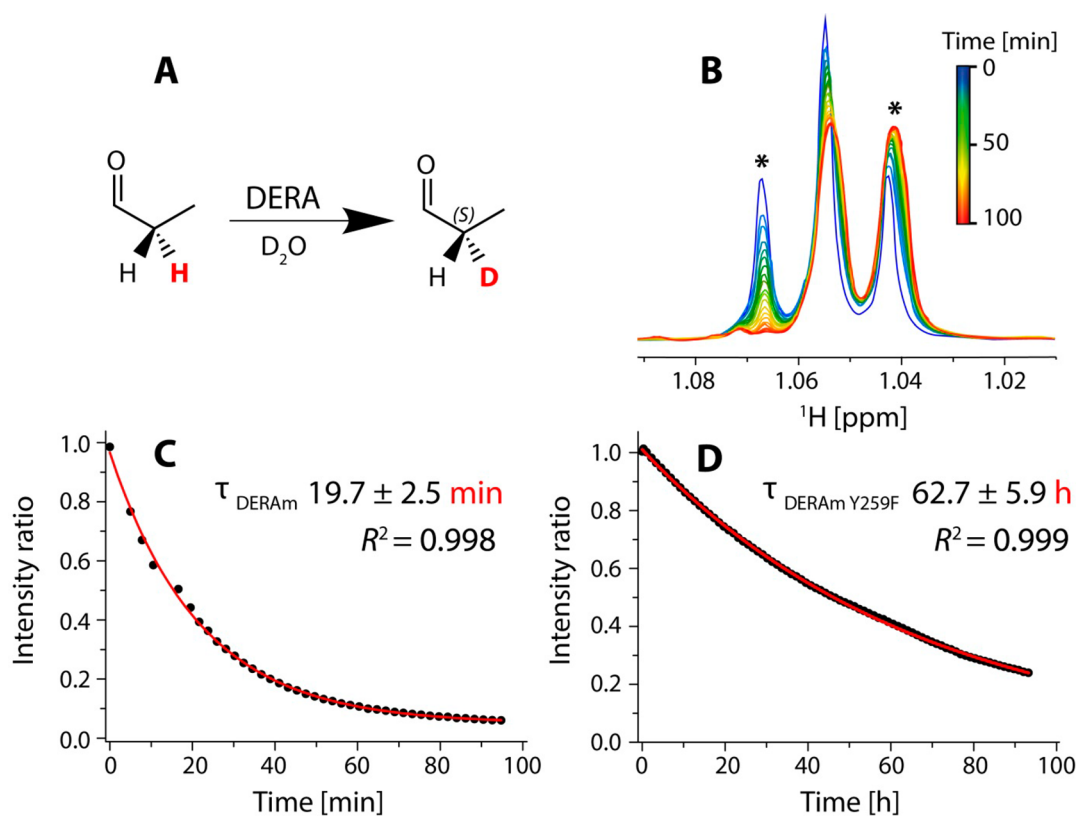 A
O
H
H
DERA
D₂O
O
(S)
H
D
B
*
*
Time [min]
0
50
100
1.08
1.06
1.04
1.02
¹H [ppm]
C
τ DERAm 19.7 ± 2.5 min
R² = 0.998
Intensity ratio
1.0
0.8
0.6
0.4
0.2
0.0
0
20
40
60
80
100
Time [min]
D
τ DERAm Y259F 62.7 ± 5.9 h
R² = 0.999
Intensity ratio
1.0
0.8
0.6
0.4
0.2
0.0
0
20
40
60
80
100
Time [h]